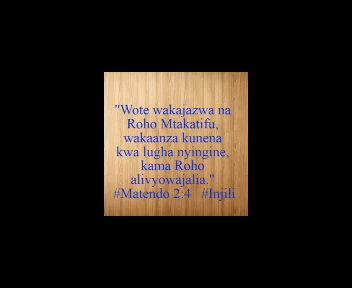 "Wote wakajazwa na
Roho Mtakatifu,
wakaanza kunena
kwa lugha nyingine,
kama Roho
alivyowajalia."
#Matendo 2:4 #Injili